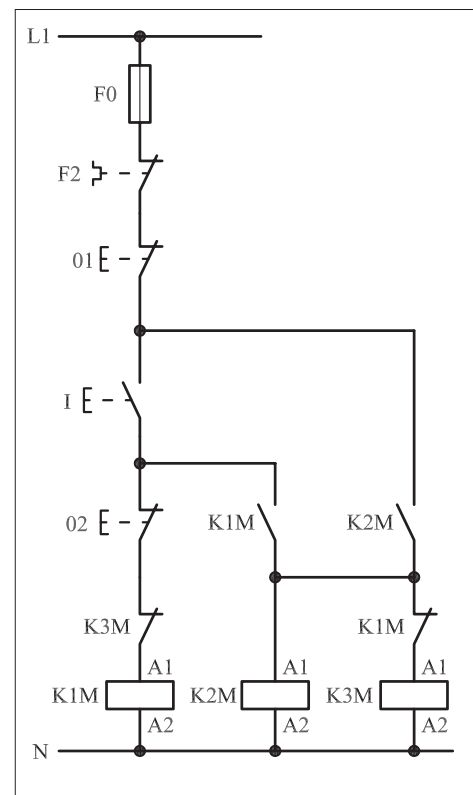 L1
F0
F2
01
I
02 K1M K2M
K3M K1M
A1 A1 A1
K1M K2M K3M
A2 A2 A2
N